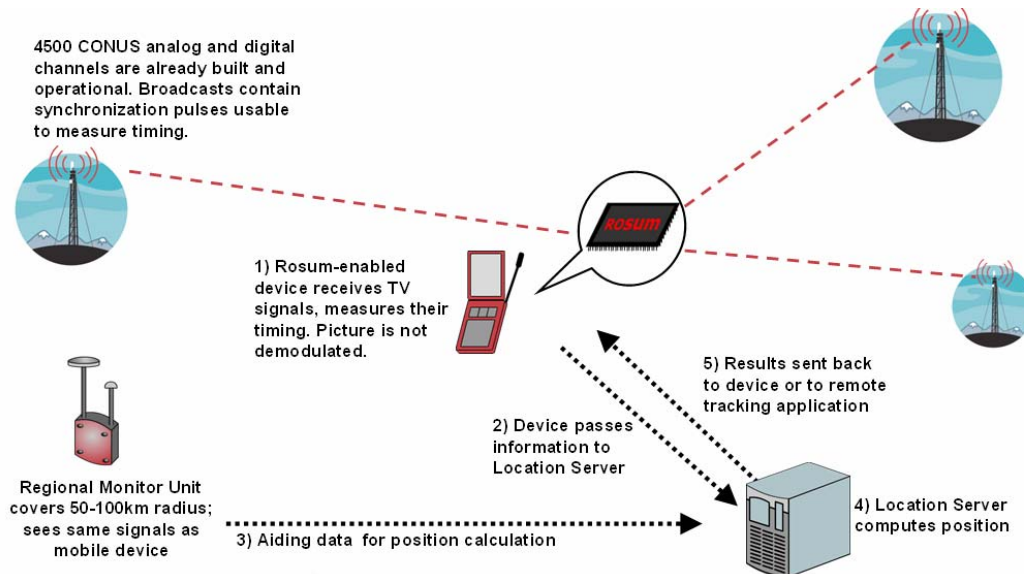 4500 CONUS analog and digital
channels are already built and
operational. Broadcasts contain
synchronization pulses usable
to measure timing.
ROSUM
1) Rosum-enabled
device receives TV
signals, measures their
timing. Picture is not
demodulated.
5) Results sent back
to device or to remote
tracking application
2) Device passes
information to
Location Server
Regional Monitor Unit
covers 50-100km radius;
sees same signals as
mobile device
3) Aiding data for position calculation
4) Location Server
computes position